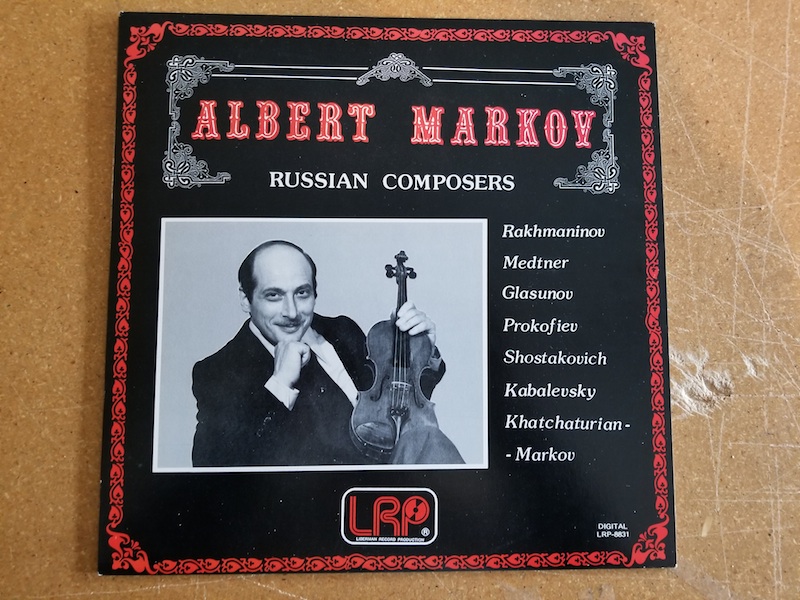 ALBERT MARKOV
RUSSIAN COMPOSERS
Rakhmaninov
Medtner
Glasunov
Prokofiev
Shostakovich
Kabalevsky
Khatchaturian-
- Markov
LRP®
LIBERMAN RECORD PRODUCTION
DIGITAL
LRP-8831